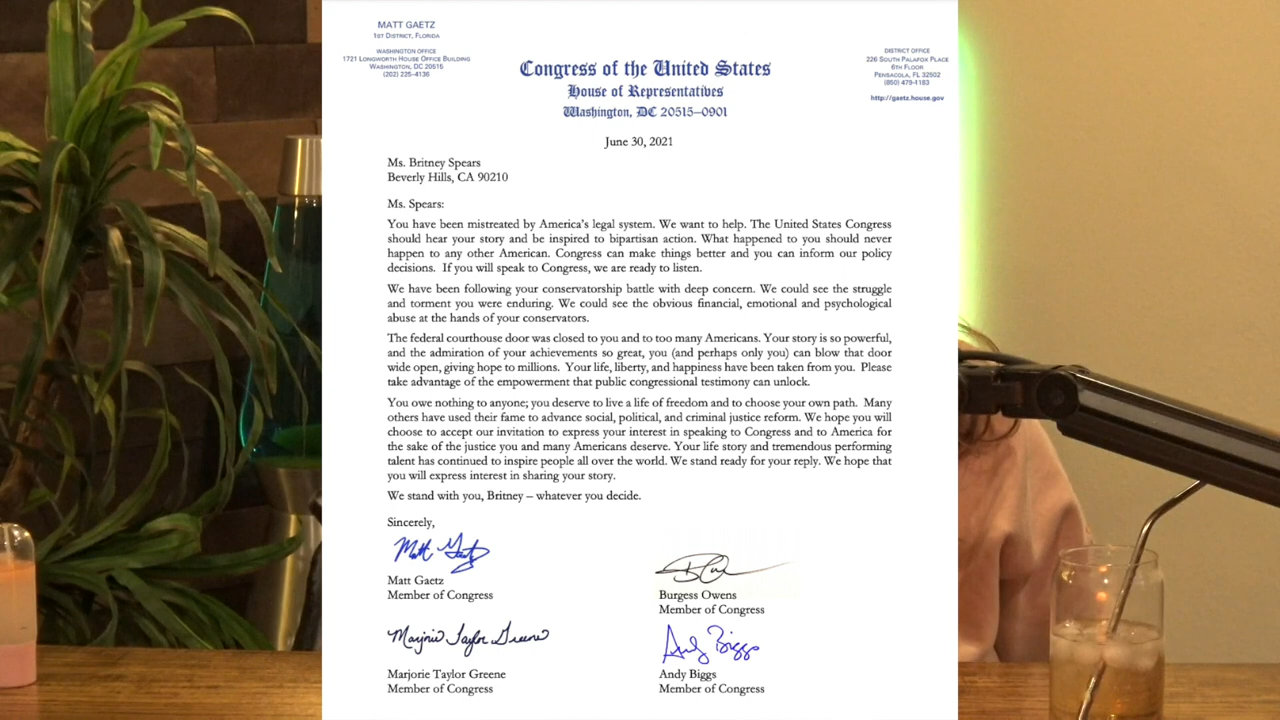 MATT GAETZ
1ST DISTRICT, FLORIDA
WASHINGTON OFFICE
1721 LONGWORTH HOUSE OFFICE BUILDING
WASHINGTON, DC 20515
(202) 225-4136
Congress of the United States
House of Representatives
Washington, DC 20515–0901
DISTRICT OFFICE
226 SOUTH PALAFOX PLACE
6TH FLOOR
PENSACOLA, FL 32502
(850) 479-1183
http://gaetz.house.gov
June 30, 2021
Ms. Britney Spears
Beverly Hills, CA 90210
Ms. Spears:
You have been mistreated by America’s legal system. We want to help. The United States Congress
should hear your story and be inspired to bipartisan action. What happened to you should never
happen to any other American. Congress can make things better and you can inform our policy
decisions. If you will speak to Congress, we are ready to listen.
We have been following your conservatorship battle with deep concern. We could see the struggle
and torment you were enduring. We could see the obvious financial, emotional and psychological
abuse at the hands of your conservators.
The federal courthouse door was closed to you and to too many Americans. Your story is so powerful,
and the admiration of your achievements so great, you (and perhaps only you) can blow that door
wide open, giving hope to millions. Your life, liberty, and happiness have been taken from you. Please
take advantage of the empowerment that public congressional testimony can unlock.
You owe nothing to anyone; you deserve to live a life of freedom and to choose your own path. Many
others have used their fame to advance social, political, and criminal justice reform. We hope you will
choose to accept our invitation to express your interest in speaking to Congress and to America for
the sake of the justice you and many Americans deserve. Your life story and tremendous performing
talent has continued to inspire people all over the world. We stand ready for your reply. We hope that
you will express interest in sharing your story.
We stand with you, Britney – whatever you decide.
Sincerely,
Matt Gaetz
Matt Gaetz
Member of Congress
Burgess Owens
Member of Congress
Marjorie Taylor Greene
Marjorie Taylor Greene
Member of Congress
Andy Biggs
Andy Biggs
Member of Congress